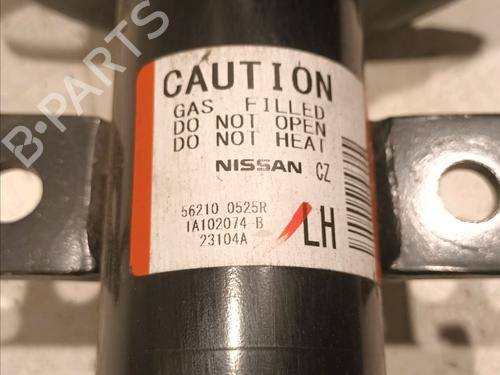 CAUTION
GAS FILLED
DO NOT OPEN
DO NOT HEAT
NISSAN CZ
56210 0525R
1A102074-B
23104A
LH
B-PARTS